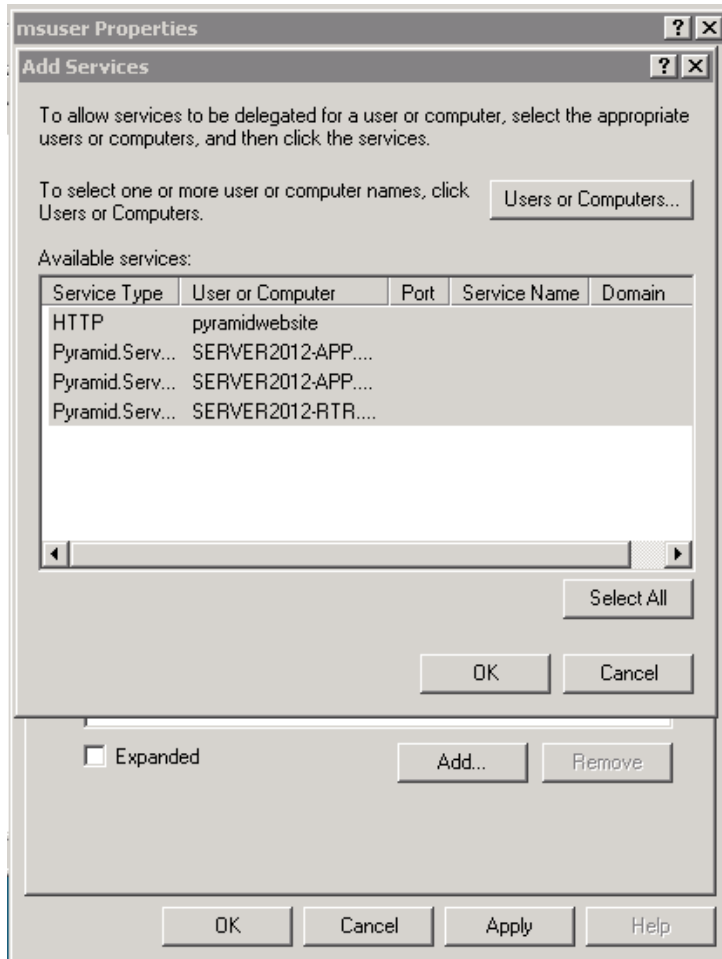 msuser Properties
Add Services
To allow services to be delegated for a user or computer, select the appropriate
users or computers, and then click the services.
To select one or more user or computer names, click
Users or Computers.
Users or Computers...
Available services:
Service Type User or Computer Port Service Name Domain
HTTP pyramidwebsite
Pyramid.Serv... SERVER2012-APP....
Pyramid.Serv... SERVER2012-APP....
Pyramid.Serv... SERVER2012-RTR....
Select All
OK Cancel
Expanded Add... Remove
OK Cancel Apply Help